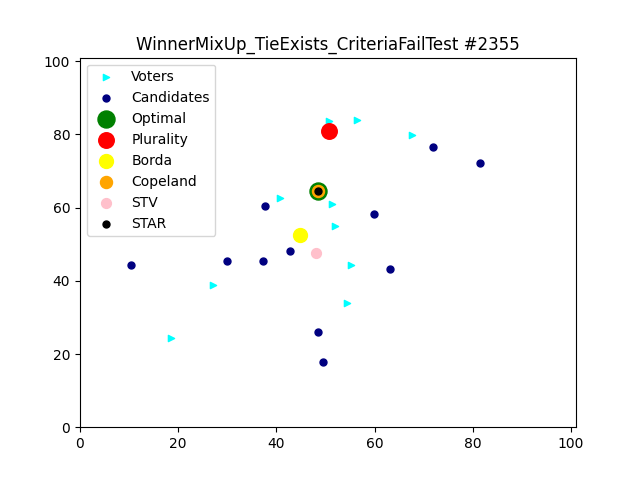 WinnerMixUp_TieExists_CriteriaFailTest #2355
Voters
Candidates
Optimal
Plurality
Borda
Copeland
STV
STAR
100
80
60
40
20
0
0 20 40 60 80 100